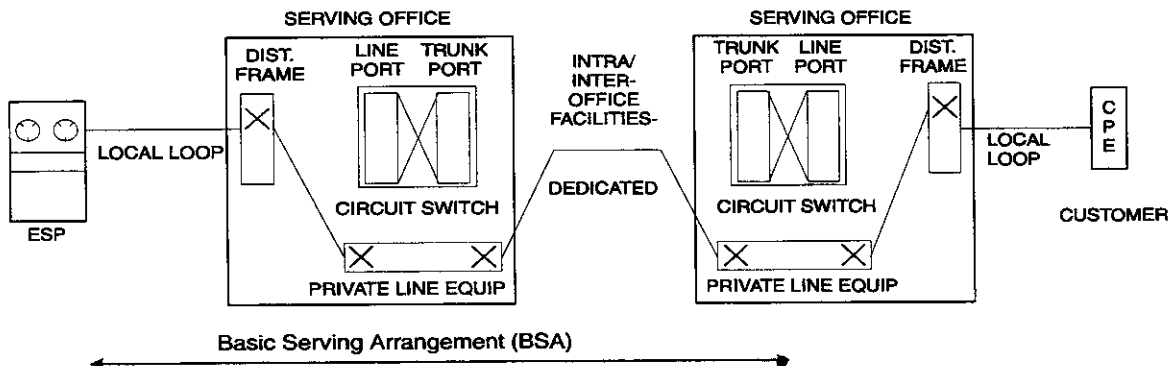 SERVING OFFICE
SERVING OFFICE
DIST.
FRAME
LINE
PORT
TRUNK
PORT
INTRA/
INTER-
OFFICE
FACILITIES-
TRUNK
PORT
LINE
PORT
DIST.
FRAME
C
P
E
LOCAL LOOP
LOCAL
LOOP
DEDICATED
CIRCUIT SWITCH
CIRCUIT SWITCH
CUSTOMER
ESP
PRIVATE LINE EQUIP
PRIVATE LINE EQUIP
Basic Serving Arrangement (BSA)